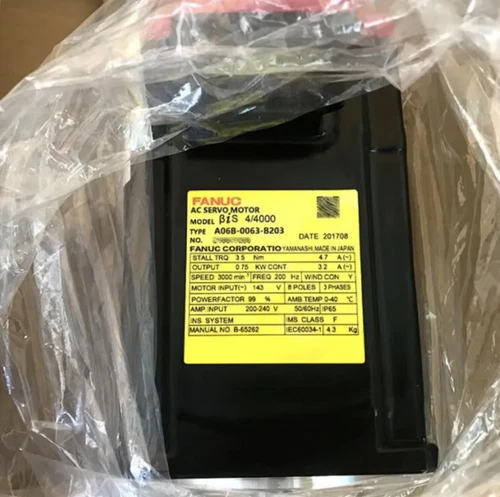 FANUC
AC SERVO MOTOR
MODEL βiS 4/4000
TYPE A06B-0063-B203
NO. DATE 201708
FANUC CORPORATIO YAMANASHI, MADE IN JAPAN
STALL TRQ 3.5 Nm 4.7 A(~)
OUTPUT 0.75 KW CONT 3.2 A(~)
SPEED 3000 min⁻¹ FREQ 200 Hz WIND CON Y
MOTOR INPUT(~) 143 V 8 POLES 3 PHASES
POWERFACTOR 99 % AMB TEMP 0-40 ℃
AMP INPUT 200-240 V 50/60Hz IP65
INS. SYSTEM IMS. CLASS F
MANUAL NO. B-65262 IEC60034-1 4.3 Kg